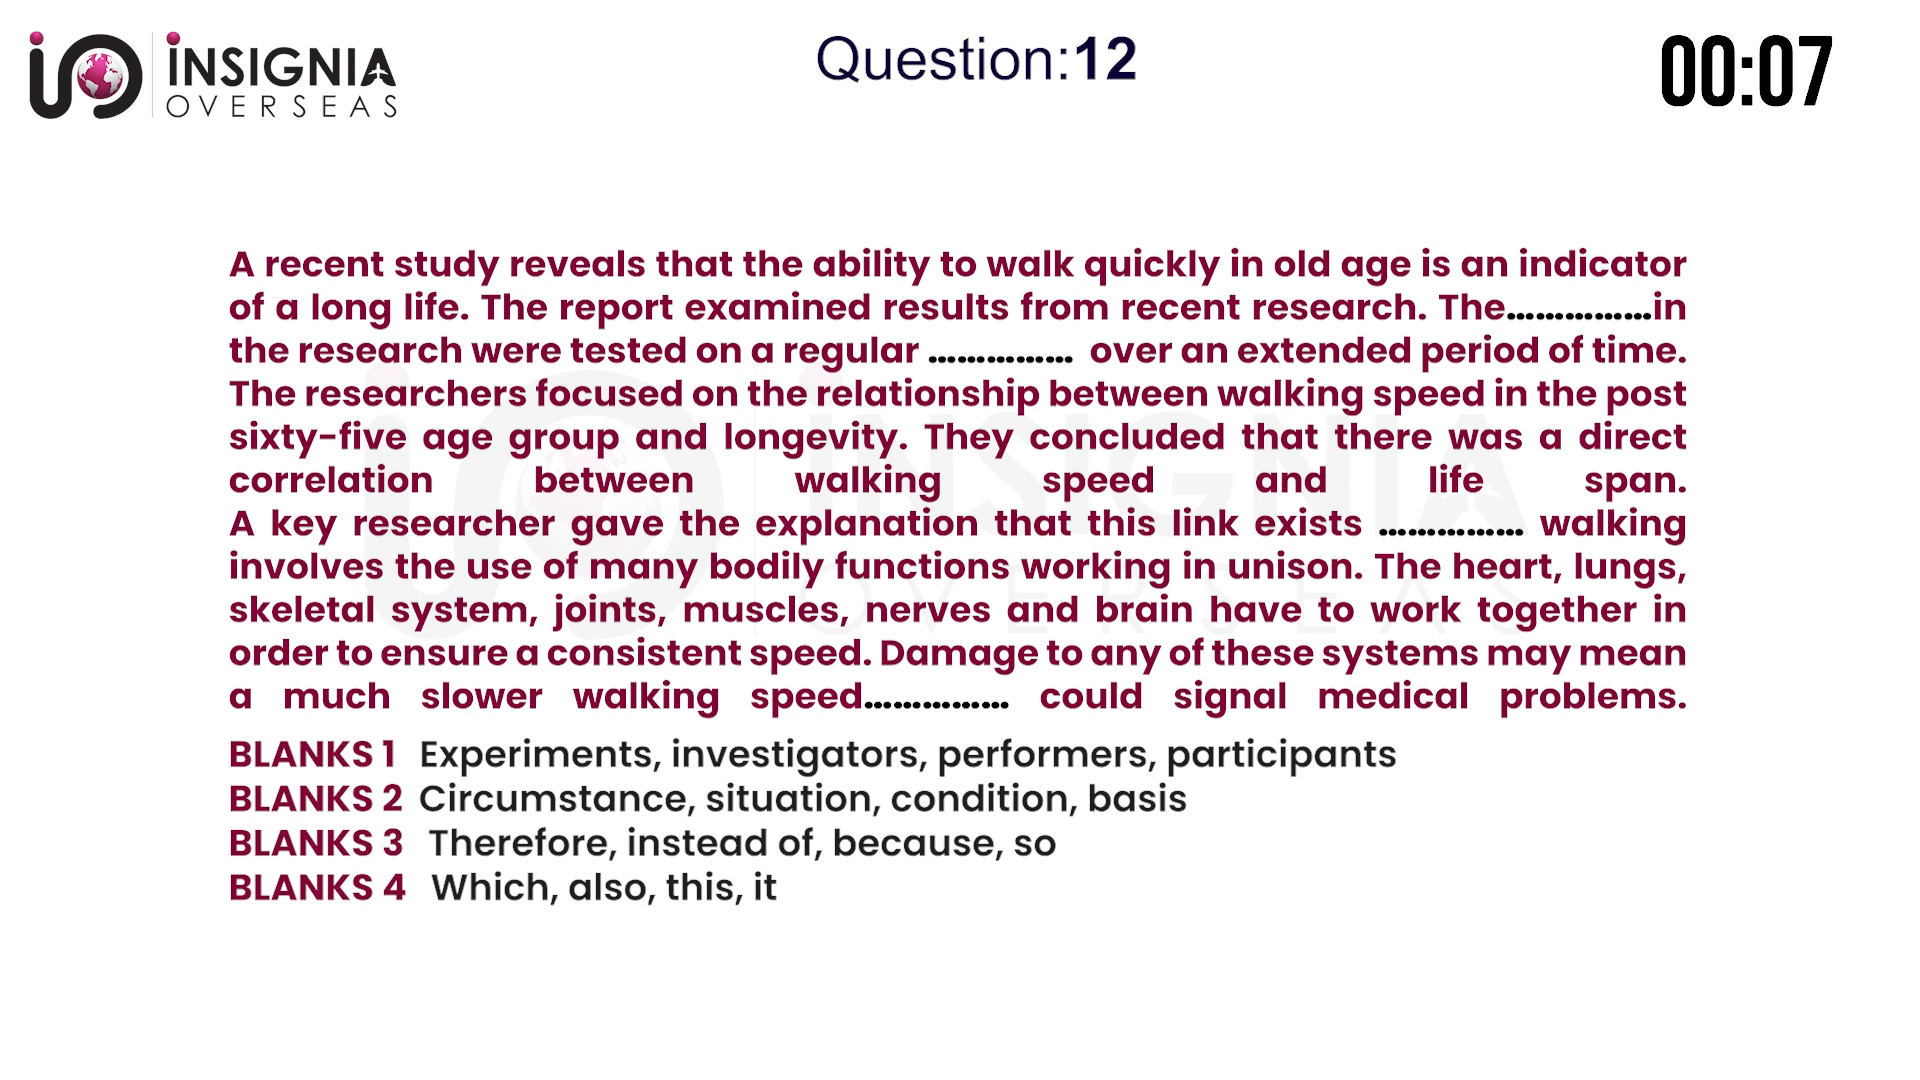 INSIGNIA
OVERSEAS
Question:12
00:07
A recent study reveals that the ability to walk quickly in old age is an indicator
of a long life. The report examined results from recent research. The...............in
the research were tested on a regular ............... over an extended period of time.
The researchers focused on the relationship between walking speed in the post
sixty-five age group and longevity. They concluded that there was a direct
correlation between walking speed and life span.
A key researcher gave the explanation that this link exists ............... walking
involves the use of many bodily functions working in unison. The heart, lungs,
skeletal system, joints, muscles, nerves and brain have to work together in
order to ensure a consistent speed. Damage to any of these systems may mean
a much slower walking speed............... could signal medical problems.
BLANKS 1 Experiments, investigators, performers, participants
BLANKS 2 Circumstance, situation, condition, basis
BLANKS 3 Therefore, instead of, because, so
BLANKS 4 Which, also, this, it